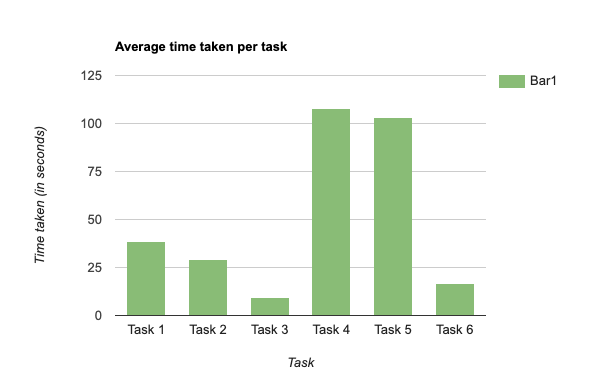 Average time taken per task
125
100
75
50
25
0
Time taken (in seconds)
Task 1 Task 2 Task 3 Task 4 Task 5 Task 6
Task
Bar1